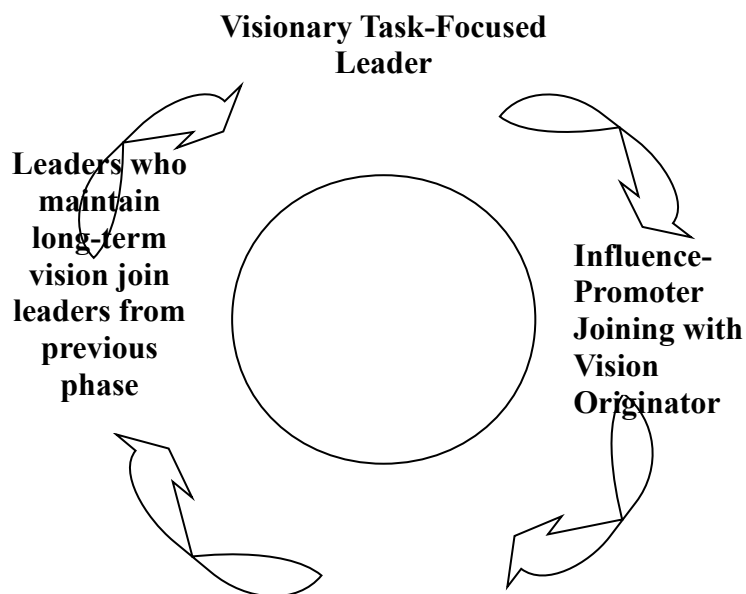 Visionary Task-Focused
Leader
Leaders who
maintain
long-term
vision join
leaders from
previous
phase
Influence-
Promoter
Joining with
Vision
Originator